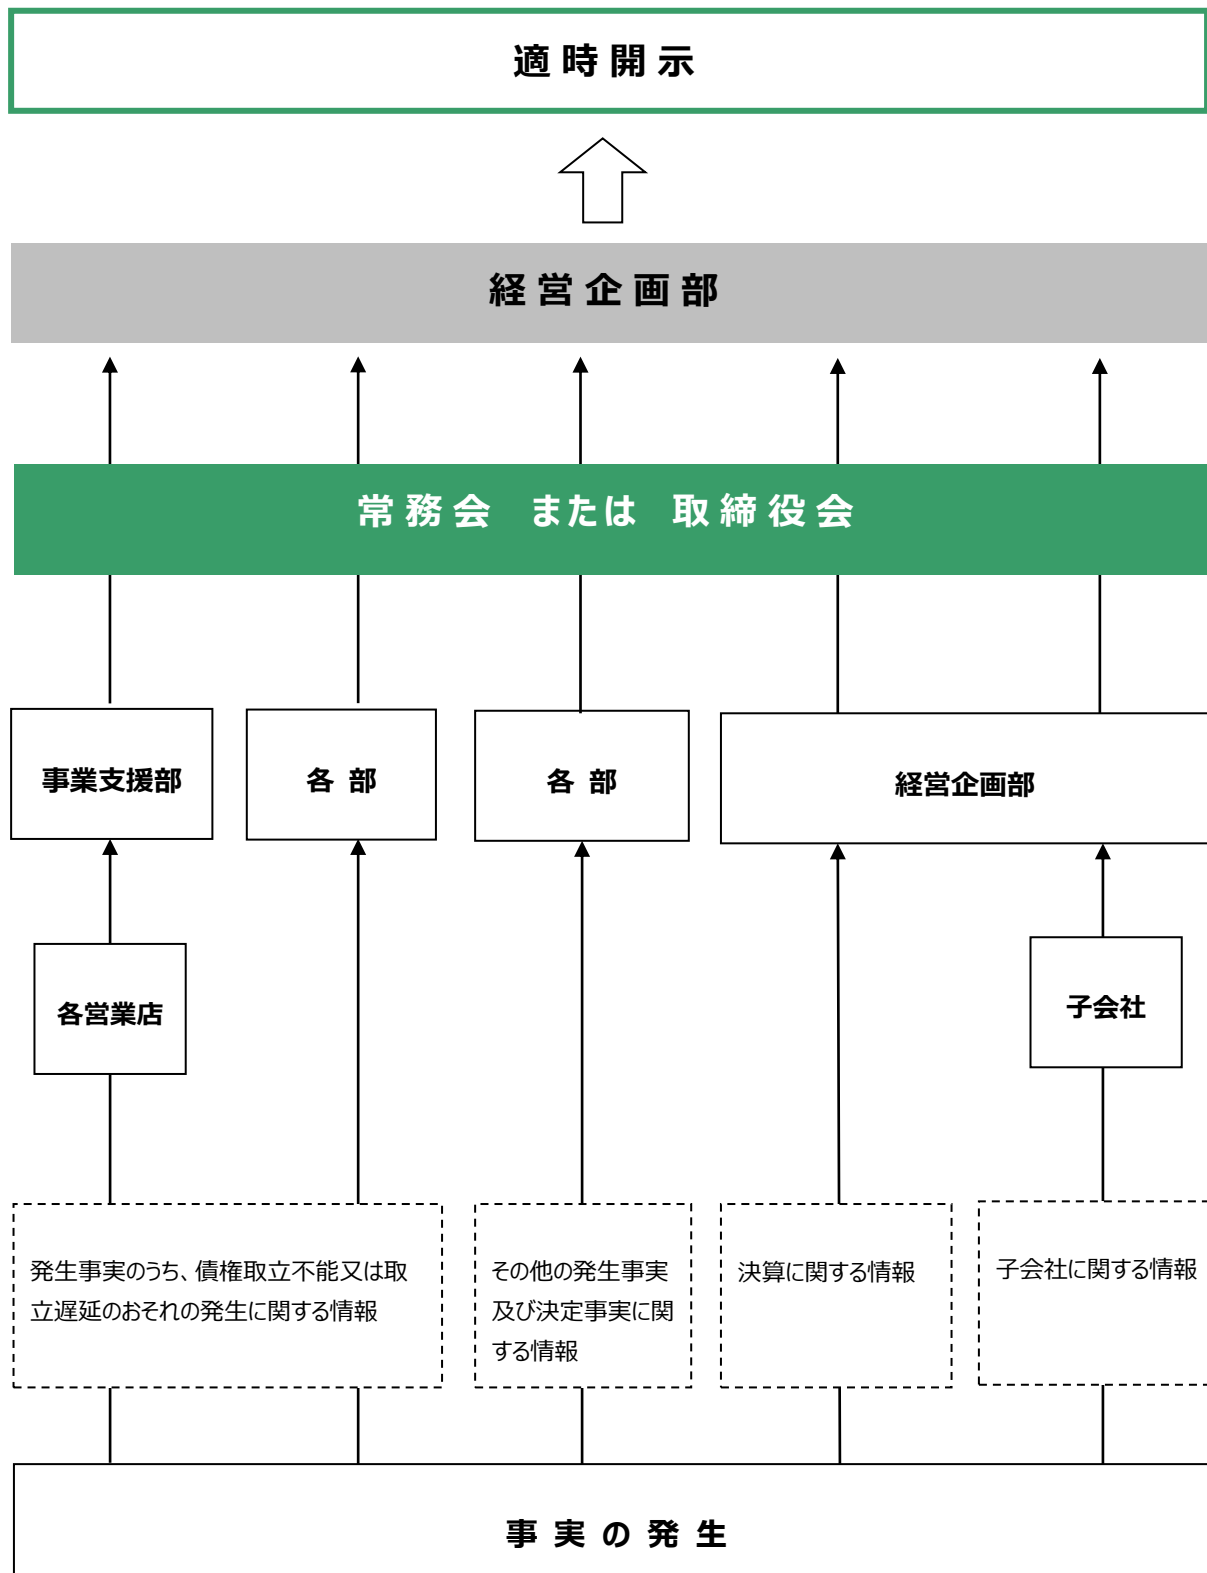 適時開示
経営企画部
常務会 または 取締役会
事業支援部
各 部
各 部
経営企画部
各営業店
子会社
発生事実のうち、債権取立不能又は取
立遅延のおそれの発生に関する情報
その他の発生事実
及び決定事実に関
する情報
決算に関する情報
子会社に関する情報
事実の発生